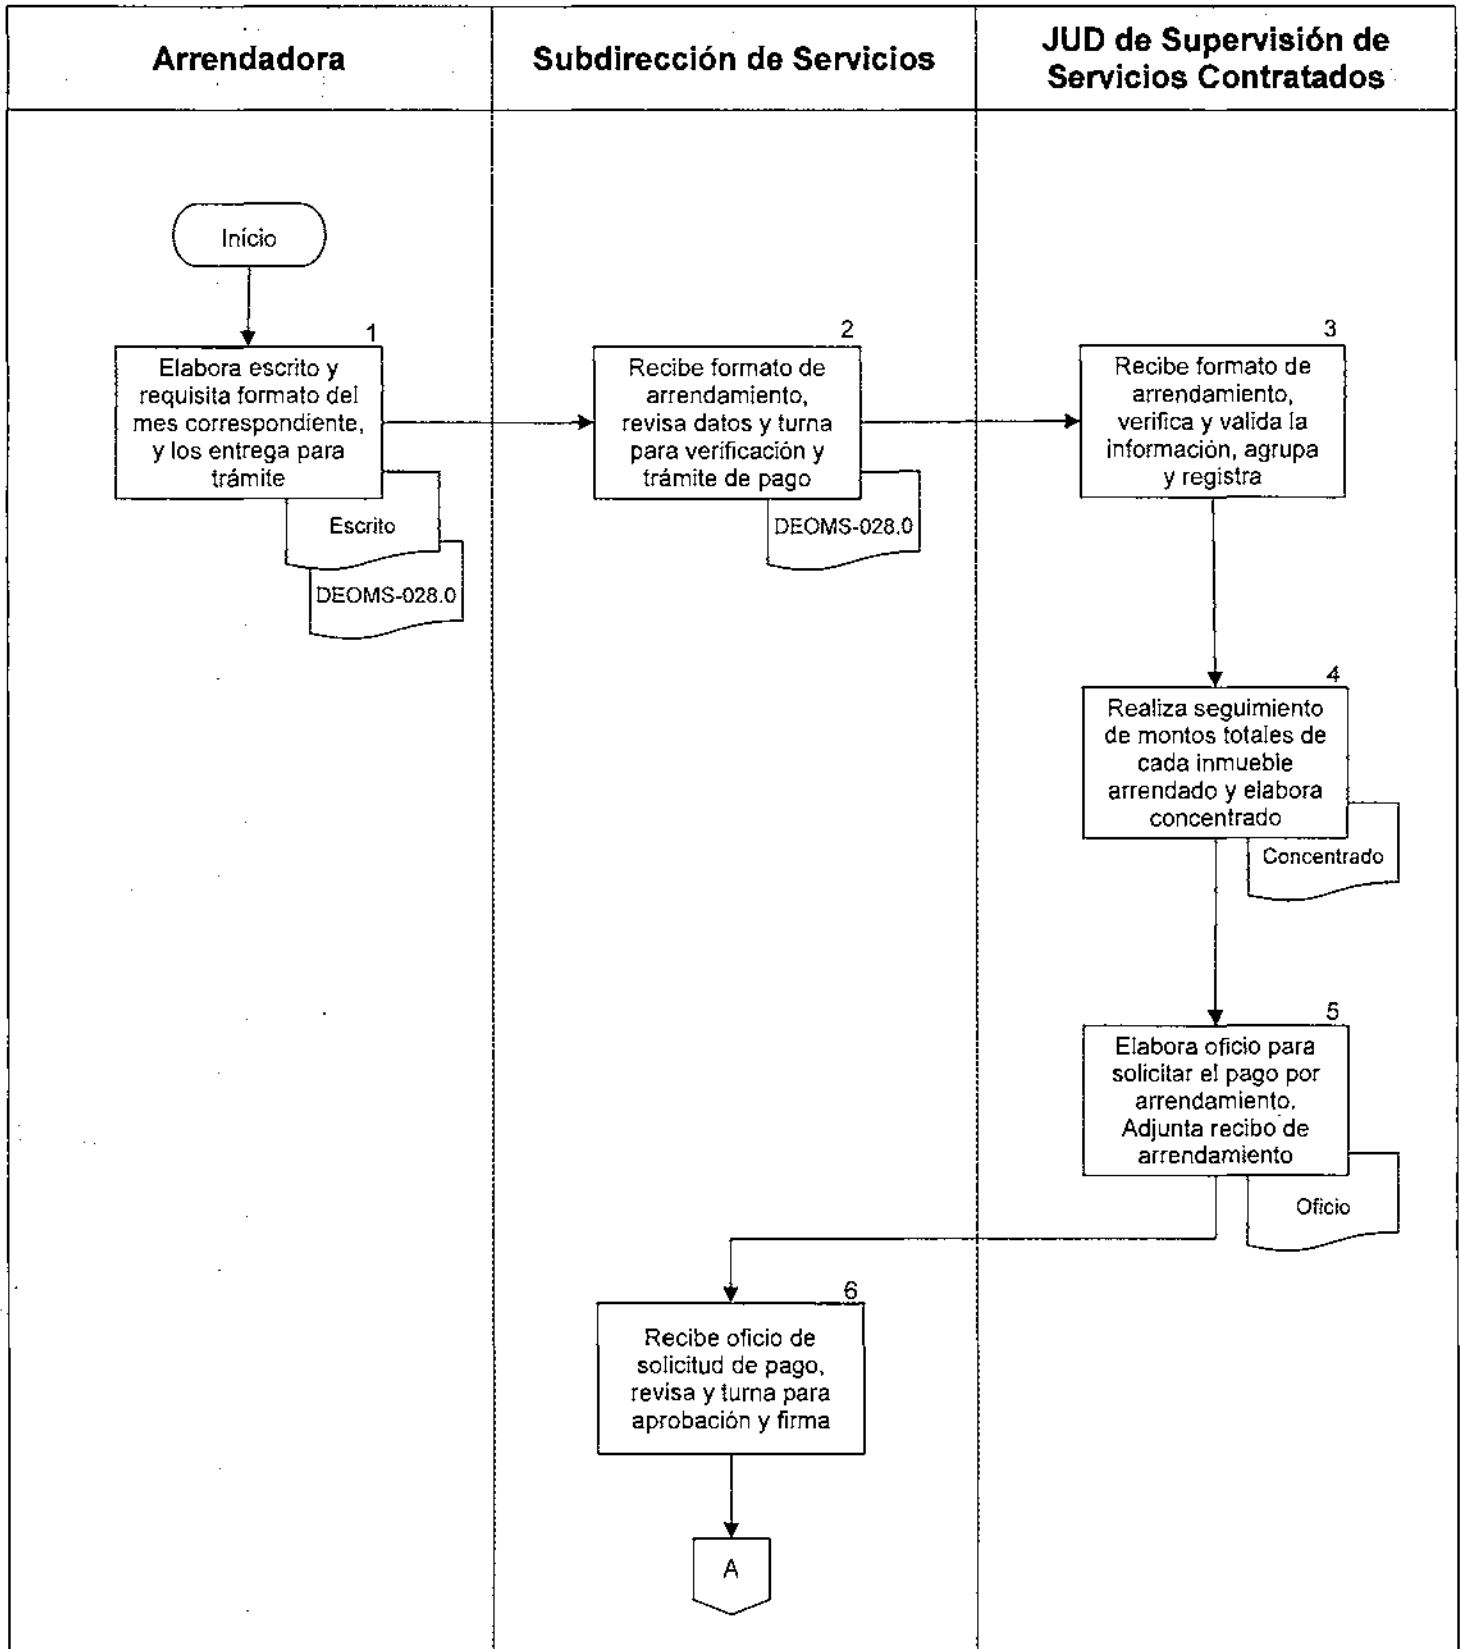 Arrendadora
Subdirección de Servicios
JUD de Supervisión de
Servicios Contratados
Início
1
Elabora escrito y
requisita formato del
mes correspondiente,
y los entrega para
trámite
Escrito
DEOMS-028.0
2
Recibe formato de
arrendamiento,
revisa datos y turna
para verificación y
trámite de pago
DEOMS-028.0
3
Recibe formato de
arrendamiento,
verifica y valida la
información, agrupa
y registra
4
Realiza seguimiento
de montos totales de
cada inmueble
arrendado y elabora
concentrado
Concentrado
5
Elabora oficio para
solicitar el pago por
arrendamiento.
Adjunta recibo de
arrendamiento
Oficio
6
Recibe oficio de
solicitud de pago,
revisa y turna para
aprobación y firma
A